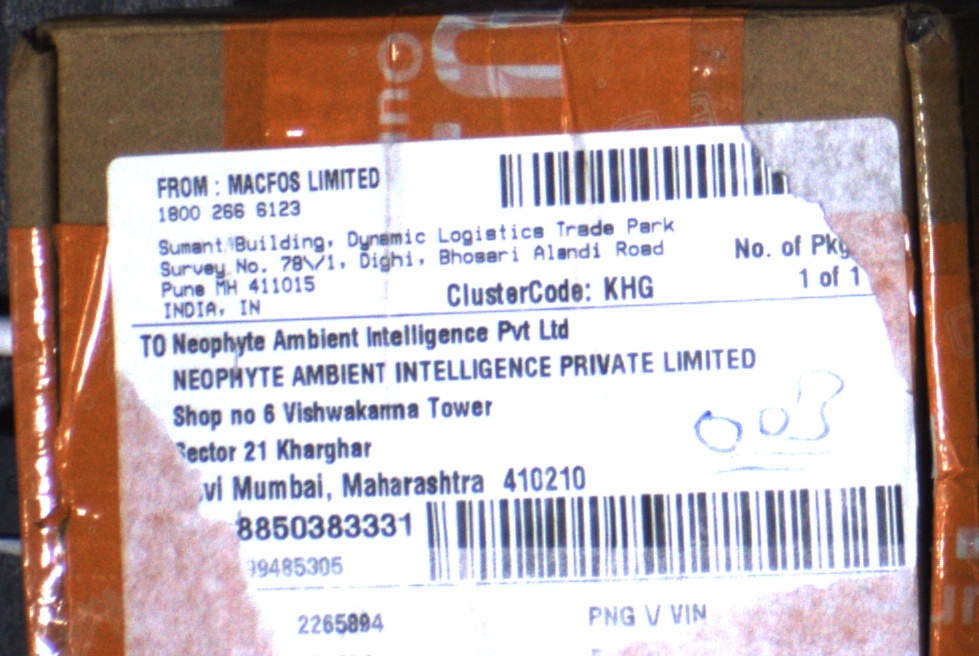 FROM : MACFOS LIMITED
1800 266 6123
Sumant Building, Dynamic Logistics Trade Park
Survey No. 78\/1, Dighi, Bhosari Alandi Road
Pune MH 411015
INDIA, IN
No. of Pkg
1 of 1
ClusterCode: KHG
TO Neophyte Ambient Intelligence Pvt Ltd
NEOPHYTE AMBIENT INTELLIGENCE PRIVATE LIMITED
Shop no 6 Vishwakarma Tower
Sector 21 Kharghar
vi Mumbai, Maharashtra 410210
003
8850383331
99485305
PNG V VIN